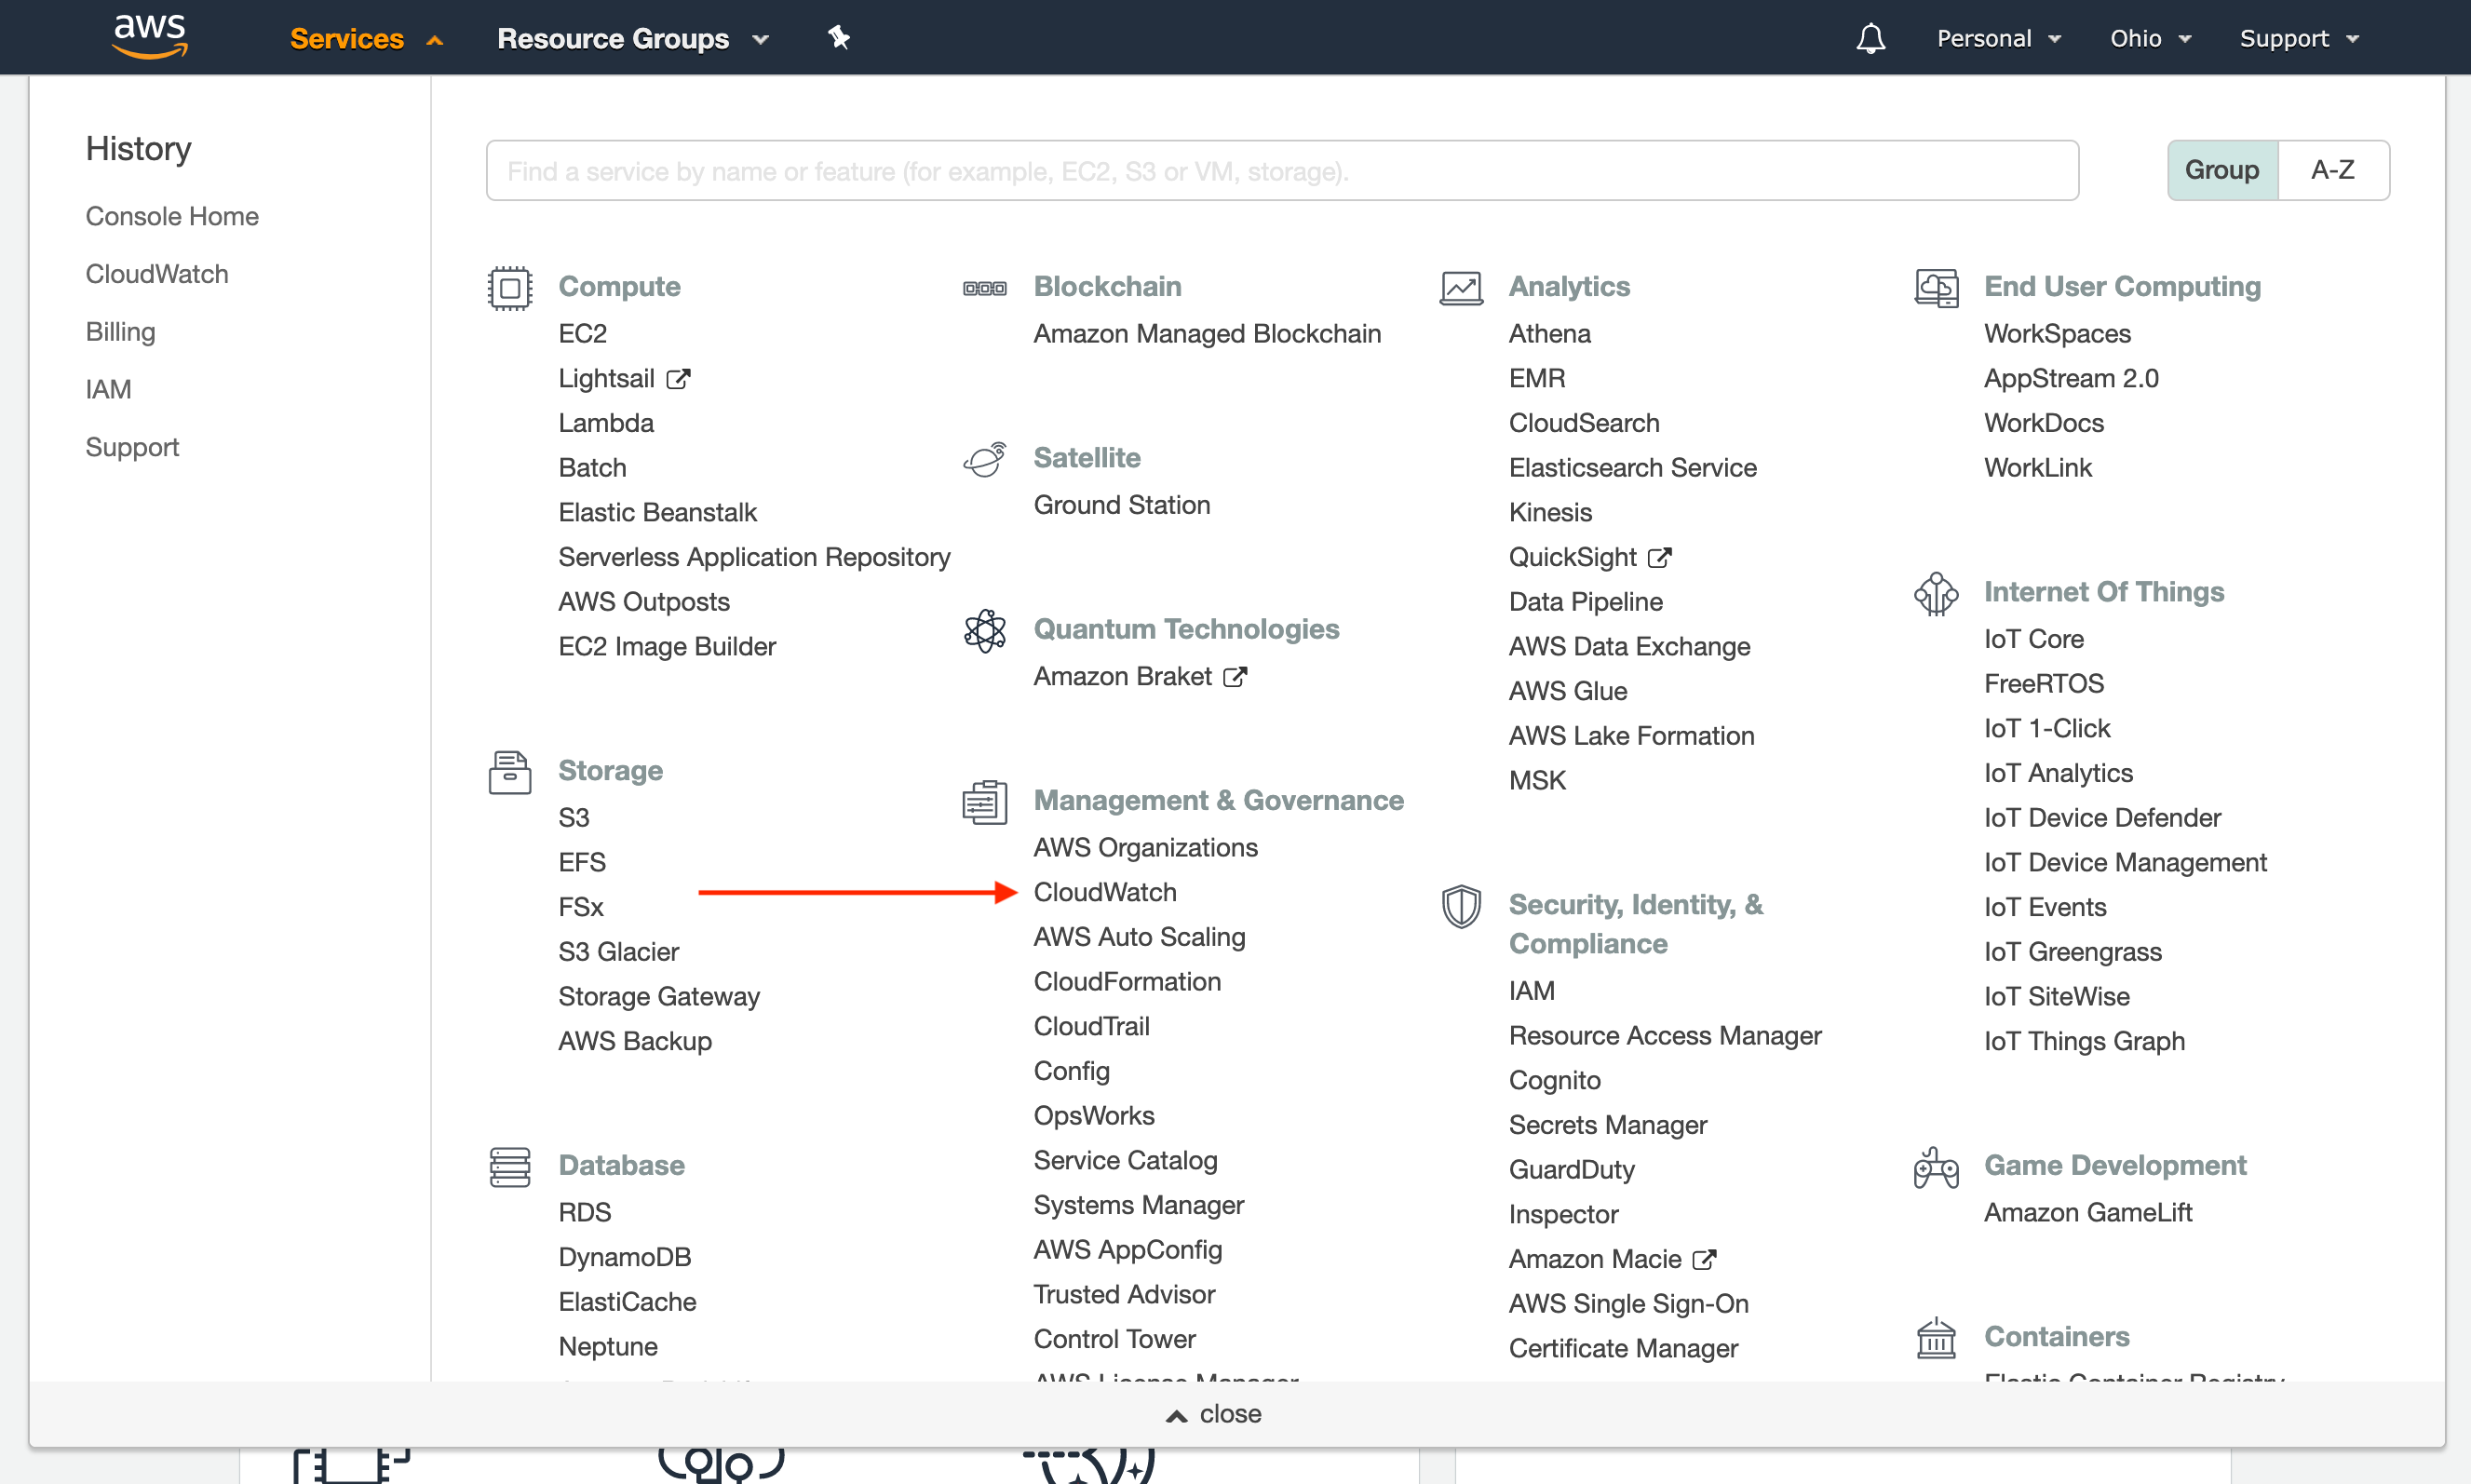 aws
Services
Resource Groups
Personal
Ohio
Support
History
Console Home
CloudWatch
Billing
IAM
Support
Find a service by name or feature (for example, EC2, S3 or VM, storage).
Group
A-Z
Compute
EC2
Lightsail
Lambda
Batch
Elastic Beanstalk
Serverless Application Repository
AWS Outposts
EC2 Image Builder
Storage
S3
EFS
FSx
S3 Glacier
Storage Gateway
AWS Backup
Database
RDS
DynamoDB
ElastiCache
Neptune
Blockchain
Amazon Managed Blockchain
Satellite
Ground Station
Quantum Technologies
Amazon Braket
Management & Governance
AWS Organizations
CloudWatch
AWS Auto Scaling
CloudFormation
CloudTrail
Config
OpsWorks
Service Catalog
Systems Manager
AWS AppConfig
Trusted Advisor
Control Tower
AWS License Manager
Analytics
Athena
EMR
CloudSearch
Elasticsearch Service
Kinesis
QuickSight
Data Pipeline
AWS Data Exchange
AWS Glue
AWS Lake Formation
MSK
Security, Identity, &
Compliance
IAM
Resource Access Manager
Cognito
Secrets Manager
GuardDuty
Inspector
Amazon Macie
AWS Single Sign-On
Certificate Manager
End User Computing
WorkSpaces
AppStream 2.0
WorkDocs
WorkLink
Internet Of Things
IoT Core
FreeRTOS
IoT 1-Click
IoT Analytics
IoT Device Defender
IoT Device Management
IoT Events
IoT Greengrass
IoT SiteWise
IoT Things Graph
Game Development
Amazon GameLift
Containers
Elastic Container Registry
close